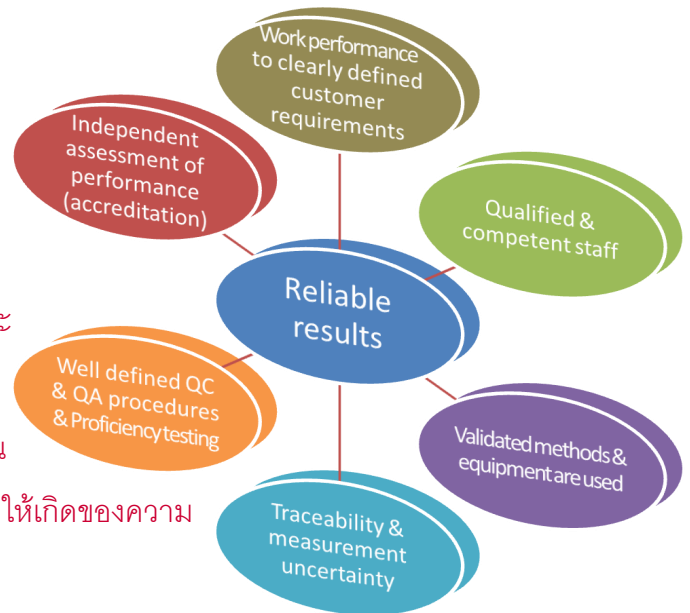 Work performance
to clearly defined
customer
requirements
Independent
assessment of
performance
(accreditation)
Qualified &
competent staff
Reliable
results
Well defined QC
& QA procedures
& Proficiency testing
Validated methods &
equipment are used
ให้เกิดของความ
Traceability &
measurement
uncertainty